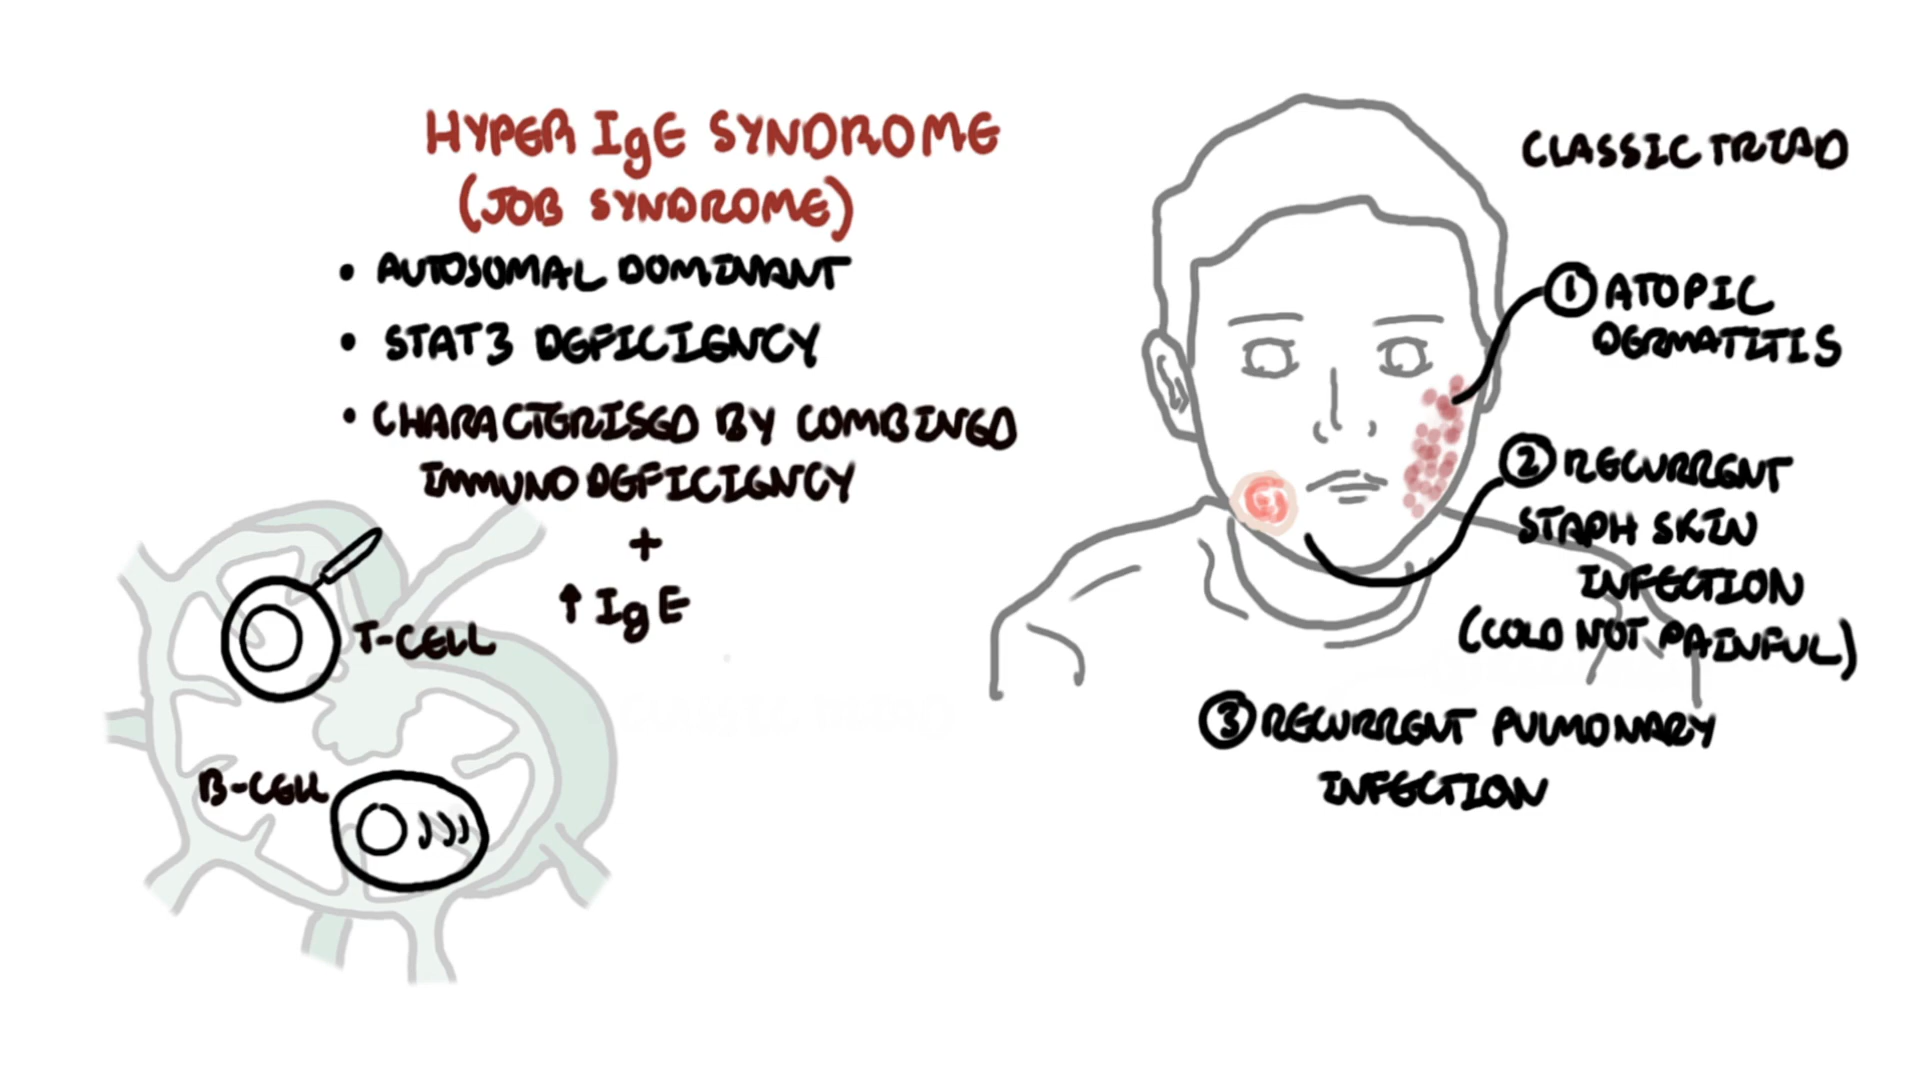 HYPER IgE SYNDROME
(JOB SYNDROME)
• AUTOSOMAL DOMINANT
• STAT3 DEFICIENCY
• CHARACTERISED BY COMBINED
IMMUNODEFICIENCY
+
↑ IgE
T-CELL
B-CELL
CLASSIC TRIAD
① ATOPIC
DERMATITIS
② RECURRENT
STAPH SKIN
INFECTION
(COLD NOT PAINFUL)
③ RECURRENT PULMONARY
INFECTION